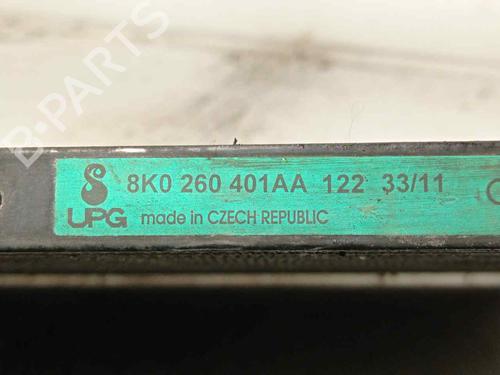 B-PARTS
8K0 260 401AA 122 33/11
UPG made in CZECH REPUBLIC